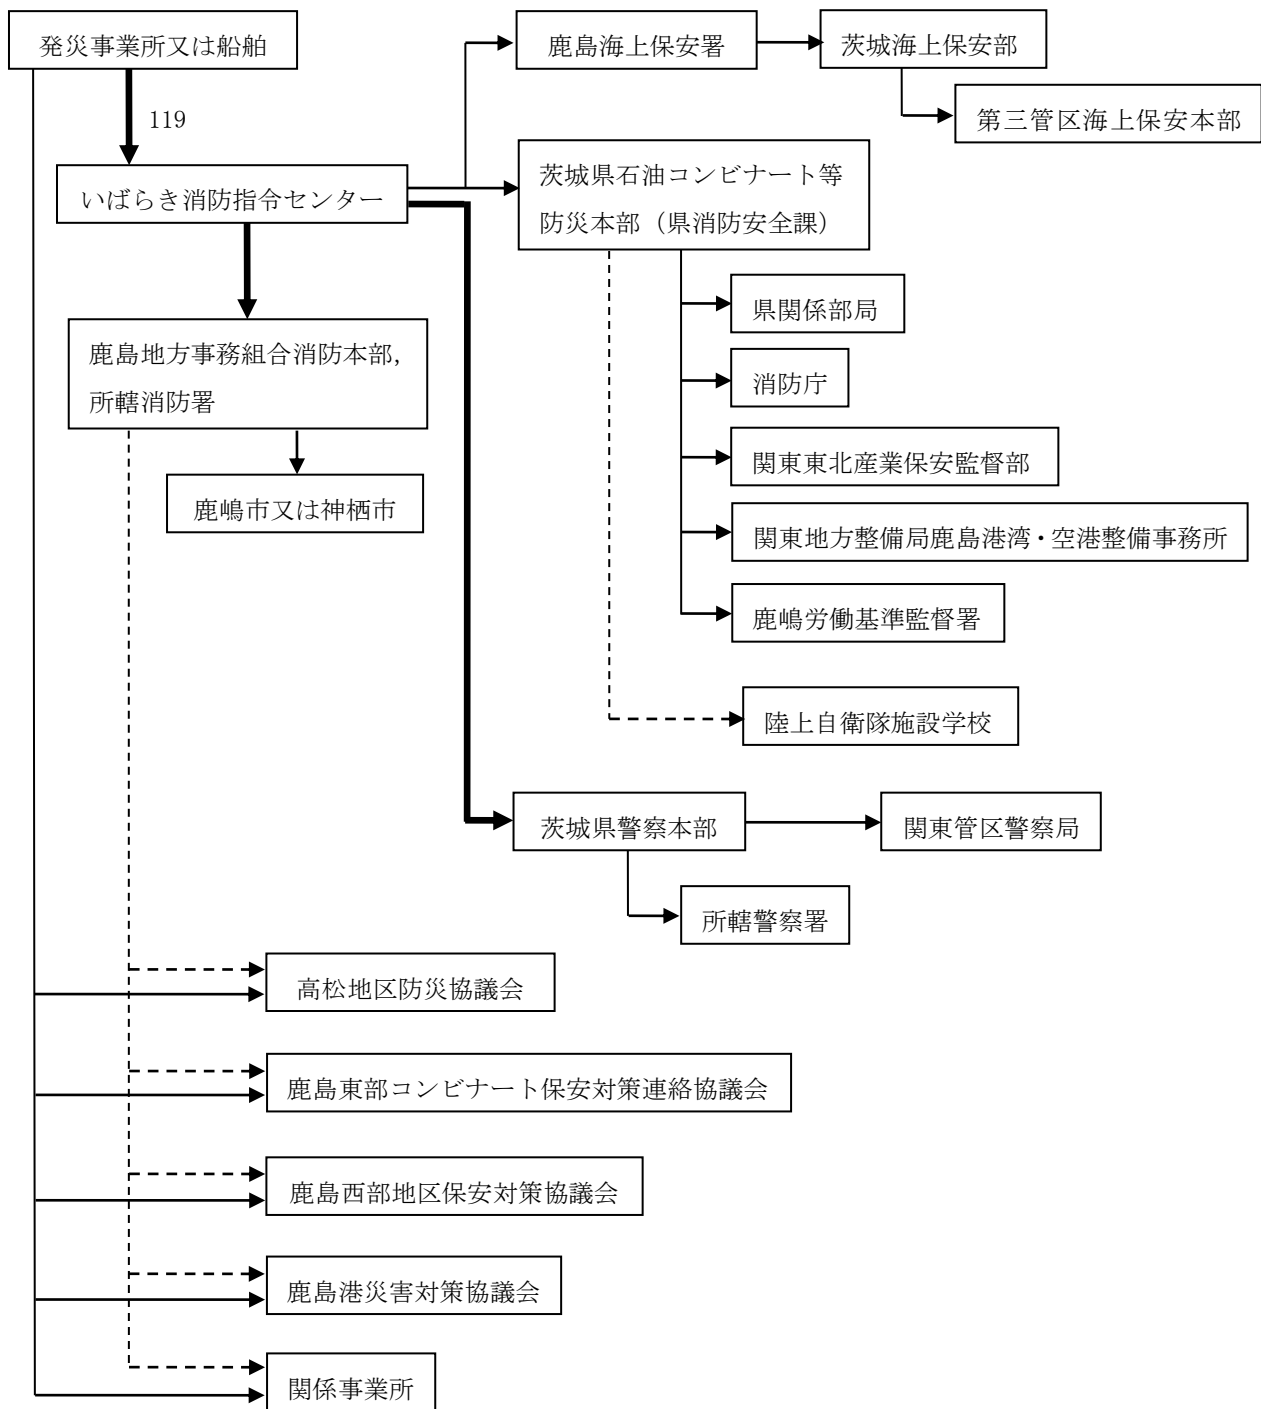 発災事業所又は船舶
鹿島海上保安署
茨城海上保安部
第三管区海上保安本部
119
いばらき消防指令センター
茨城県石油コンビナート等
防災本部（県消防安全課）
県関係部局
消防庁
関東東北産業保安監督部
関東地方整備局鹿島港湾・空港整備事務所
鹿嶋労働基準監督署
鹿島地方事務組合消防本部，
所轄消防署
鹿嶋市又は神栖市
陸上自衛隊施設学校
茨城県警察本部
関東管区警察局
所轄警察署
高松地区防災協議会
鹿島東部コンビナート保安対策連絡協議会
鹿島西部地区保安対策協議会
鹿島港災害対策協議会
関係事業所